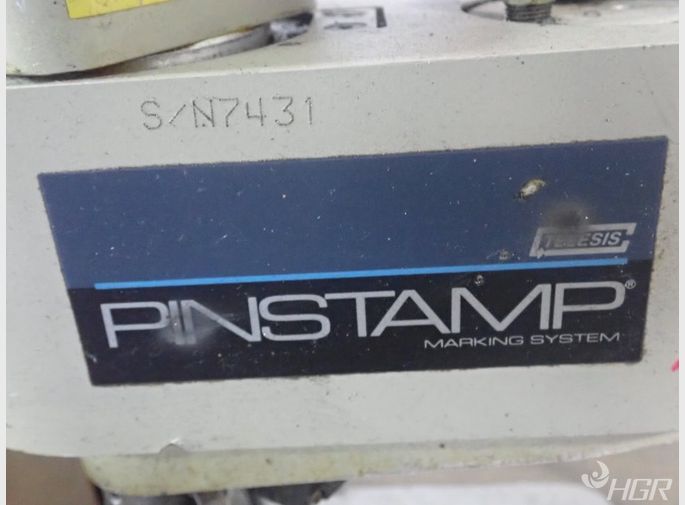 S/N7431
TELESIS
PINSTAMP®
MARKING SYSTEM
HGR